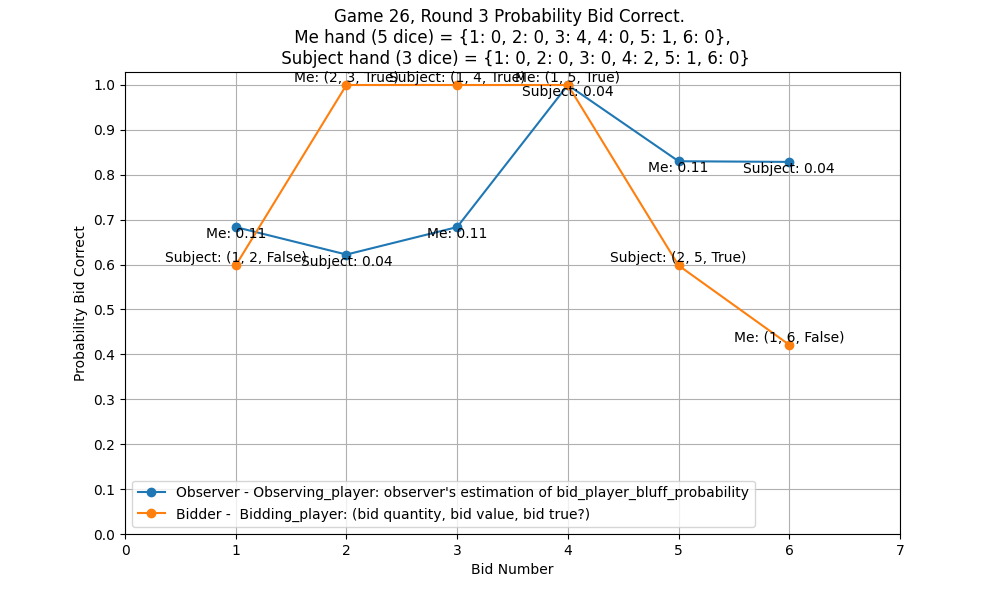 Game 26, Round 3 Probability Bid Correct.
Me hand (5 dice) = {1: 0, 2: 0, 3: 4, 4: 0, 5: 1, 6: 0},
Subject hand (3 dice) = {1: 0, 2: 0, 3: 0, 4: 2, 5: 1, 6: 0}
Me: (2, 3, True)
Subject: (1, 4, True)
Me: (1, 5, True)
Subject: 0.04
Me: 0.11
Subject: 0.04
Me: 0.11
Me: 0.11
Subject: (1, 2, False)
Subject: 0.04
Subject: (2, 5, True)
Me: (1, 6, False)
1.0
0.9
0.8
0.7
0.6
0.5
0.4
0.3
0.2
0.1
0.0
Probability Bid Correct
Observer - Observing_player: observer's estimation of bid_player_bluff_probability
Bidder -  Bidding_player: (bid quantity, bid value, bid true?)
0 1 2 3 4 5 6 7
Bid Number